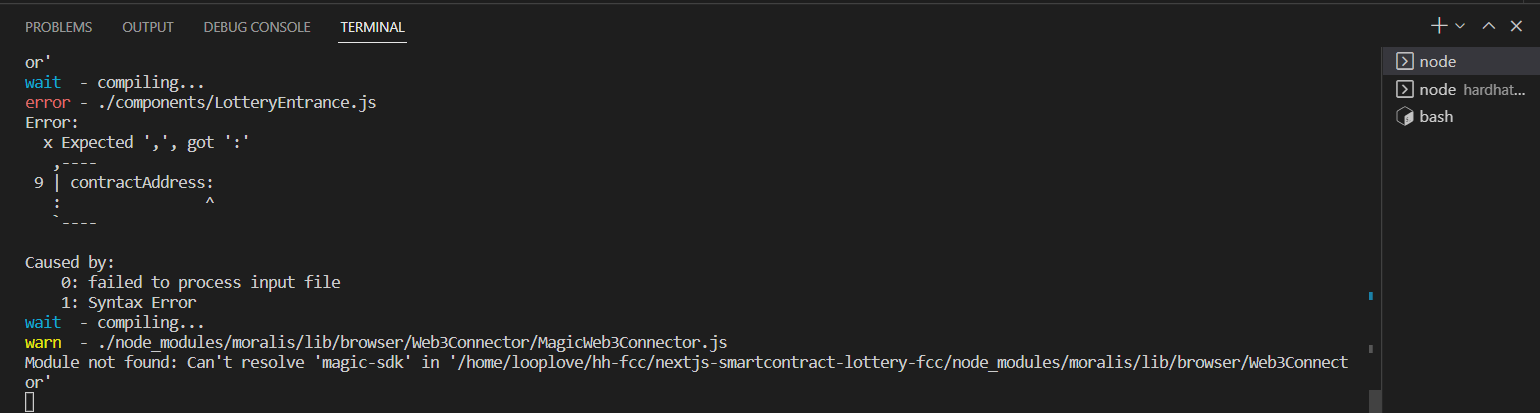 PROBLEMS OUTPUT DEBUG CONSOLE TERMINAL
or'
wait - compiling...
error - ./components/LotteryEntrance.js
Error:
x Expected ',', got ':'
,----
9 | contractAddress:
: ^
`----
Caused by:
0: failed to process input file
1: Syntax Error
wait - compiling...
warn - ./node_modules/moralis/lib/browser/Web3Connector/MagicWeb3Connector.js
Module not found: Can't resolve 'magic-sdk' in '/home/looplove/hh-fcc/nextjs-smartcontract-lottery-fcc/node_modules/moralis/lib/browser/Web3Connect
or'
node
node hardhat...
bash